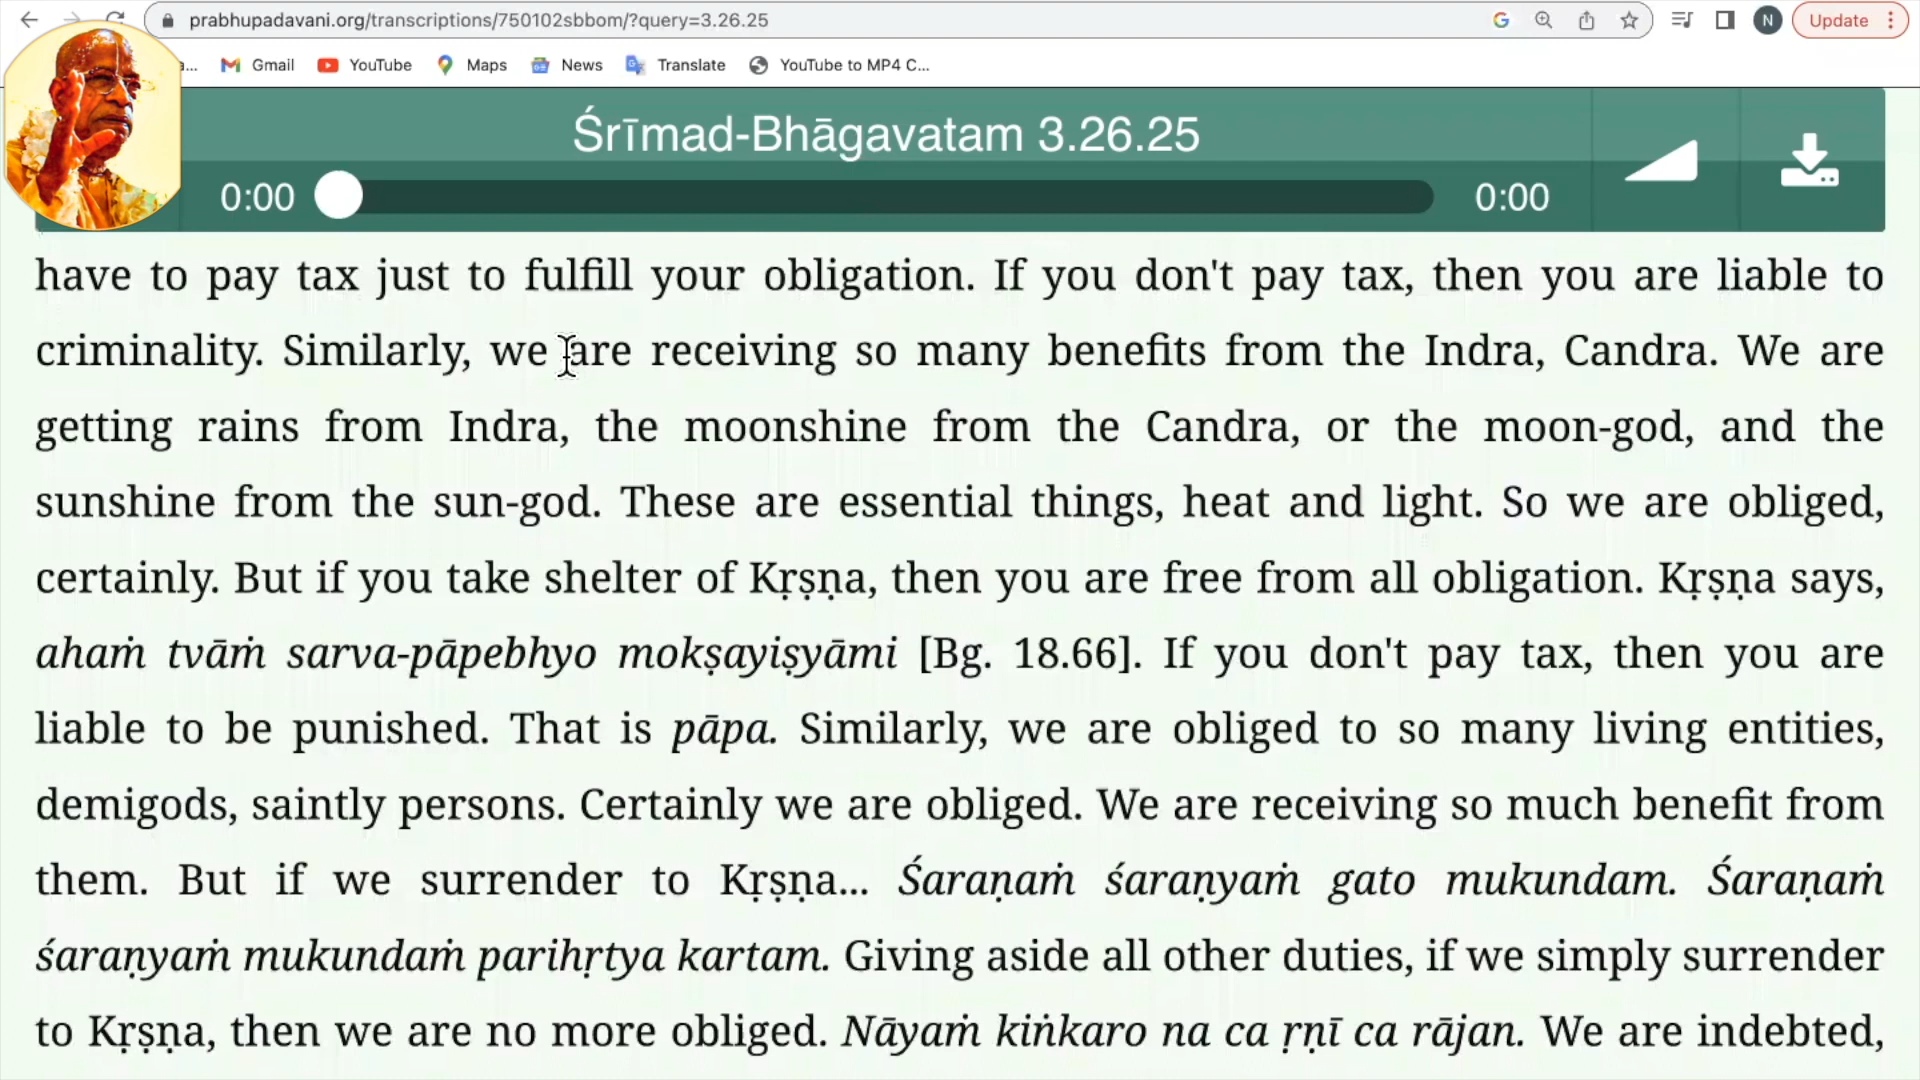 prabhupadavani.org/transcriptions/750102sbbom/?query=3.26.25
N
Update
a...
Gmail
YouTube
Maps
News
Translate
YouTube to MP4 C...
Śrīmad-Bhāgavatam 3.26.25
0:00
0:00
have to pay tax just to fulfill your obligation. If you don't pay tax, then you are liable to
criminality. Similarly, we are receiving so many benefits from the Indra, Candra. We are
getting rains from Indra, the moonshine from the Candra, or the moon-god, and the
sunshine from the sun-god. These are essential things, heat and light. So we are obliged,
certainly. But if you take shelter of Kṛṣṇa, then you are free from all obligation. Kṛṣṇa says,
ahaṁ tvāṁ sarva-pāpebhyo mokṣayiṣyāmi [Bg. 18.66]. If you don't pay tax, then you are
liable to be punished. That is pāpa. Similarly, we are obliged to so many living entities,
demigods, saintly persons. Certainly we are obliged. We are receiving so much benefit from
them. But if we surrender to Kṛṣṇa... Śaraṇaṁ śaraṇyaṁ gato mukundam. Śaraṇaṁ
śaraṇyaṁ mukundaṁ parihṛtya kartam. Giving aside all other duties, if we simply surrender
to Kṛṣṇa, then we are no more obliged. Nāyaṁ kiṅkaro na ca ṛṇī ca rājan. We are indebted,